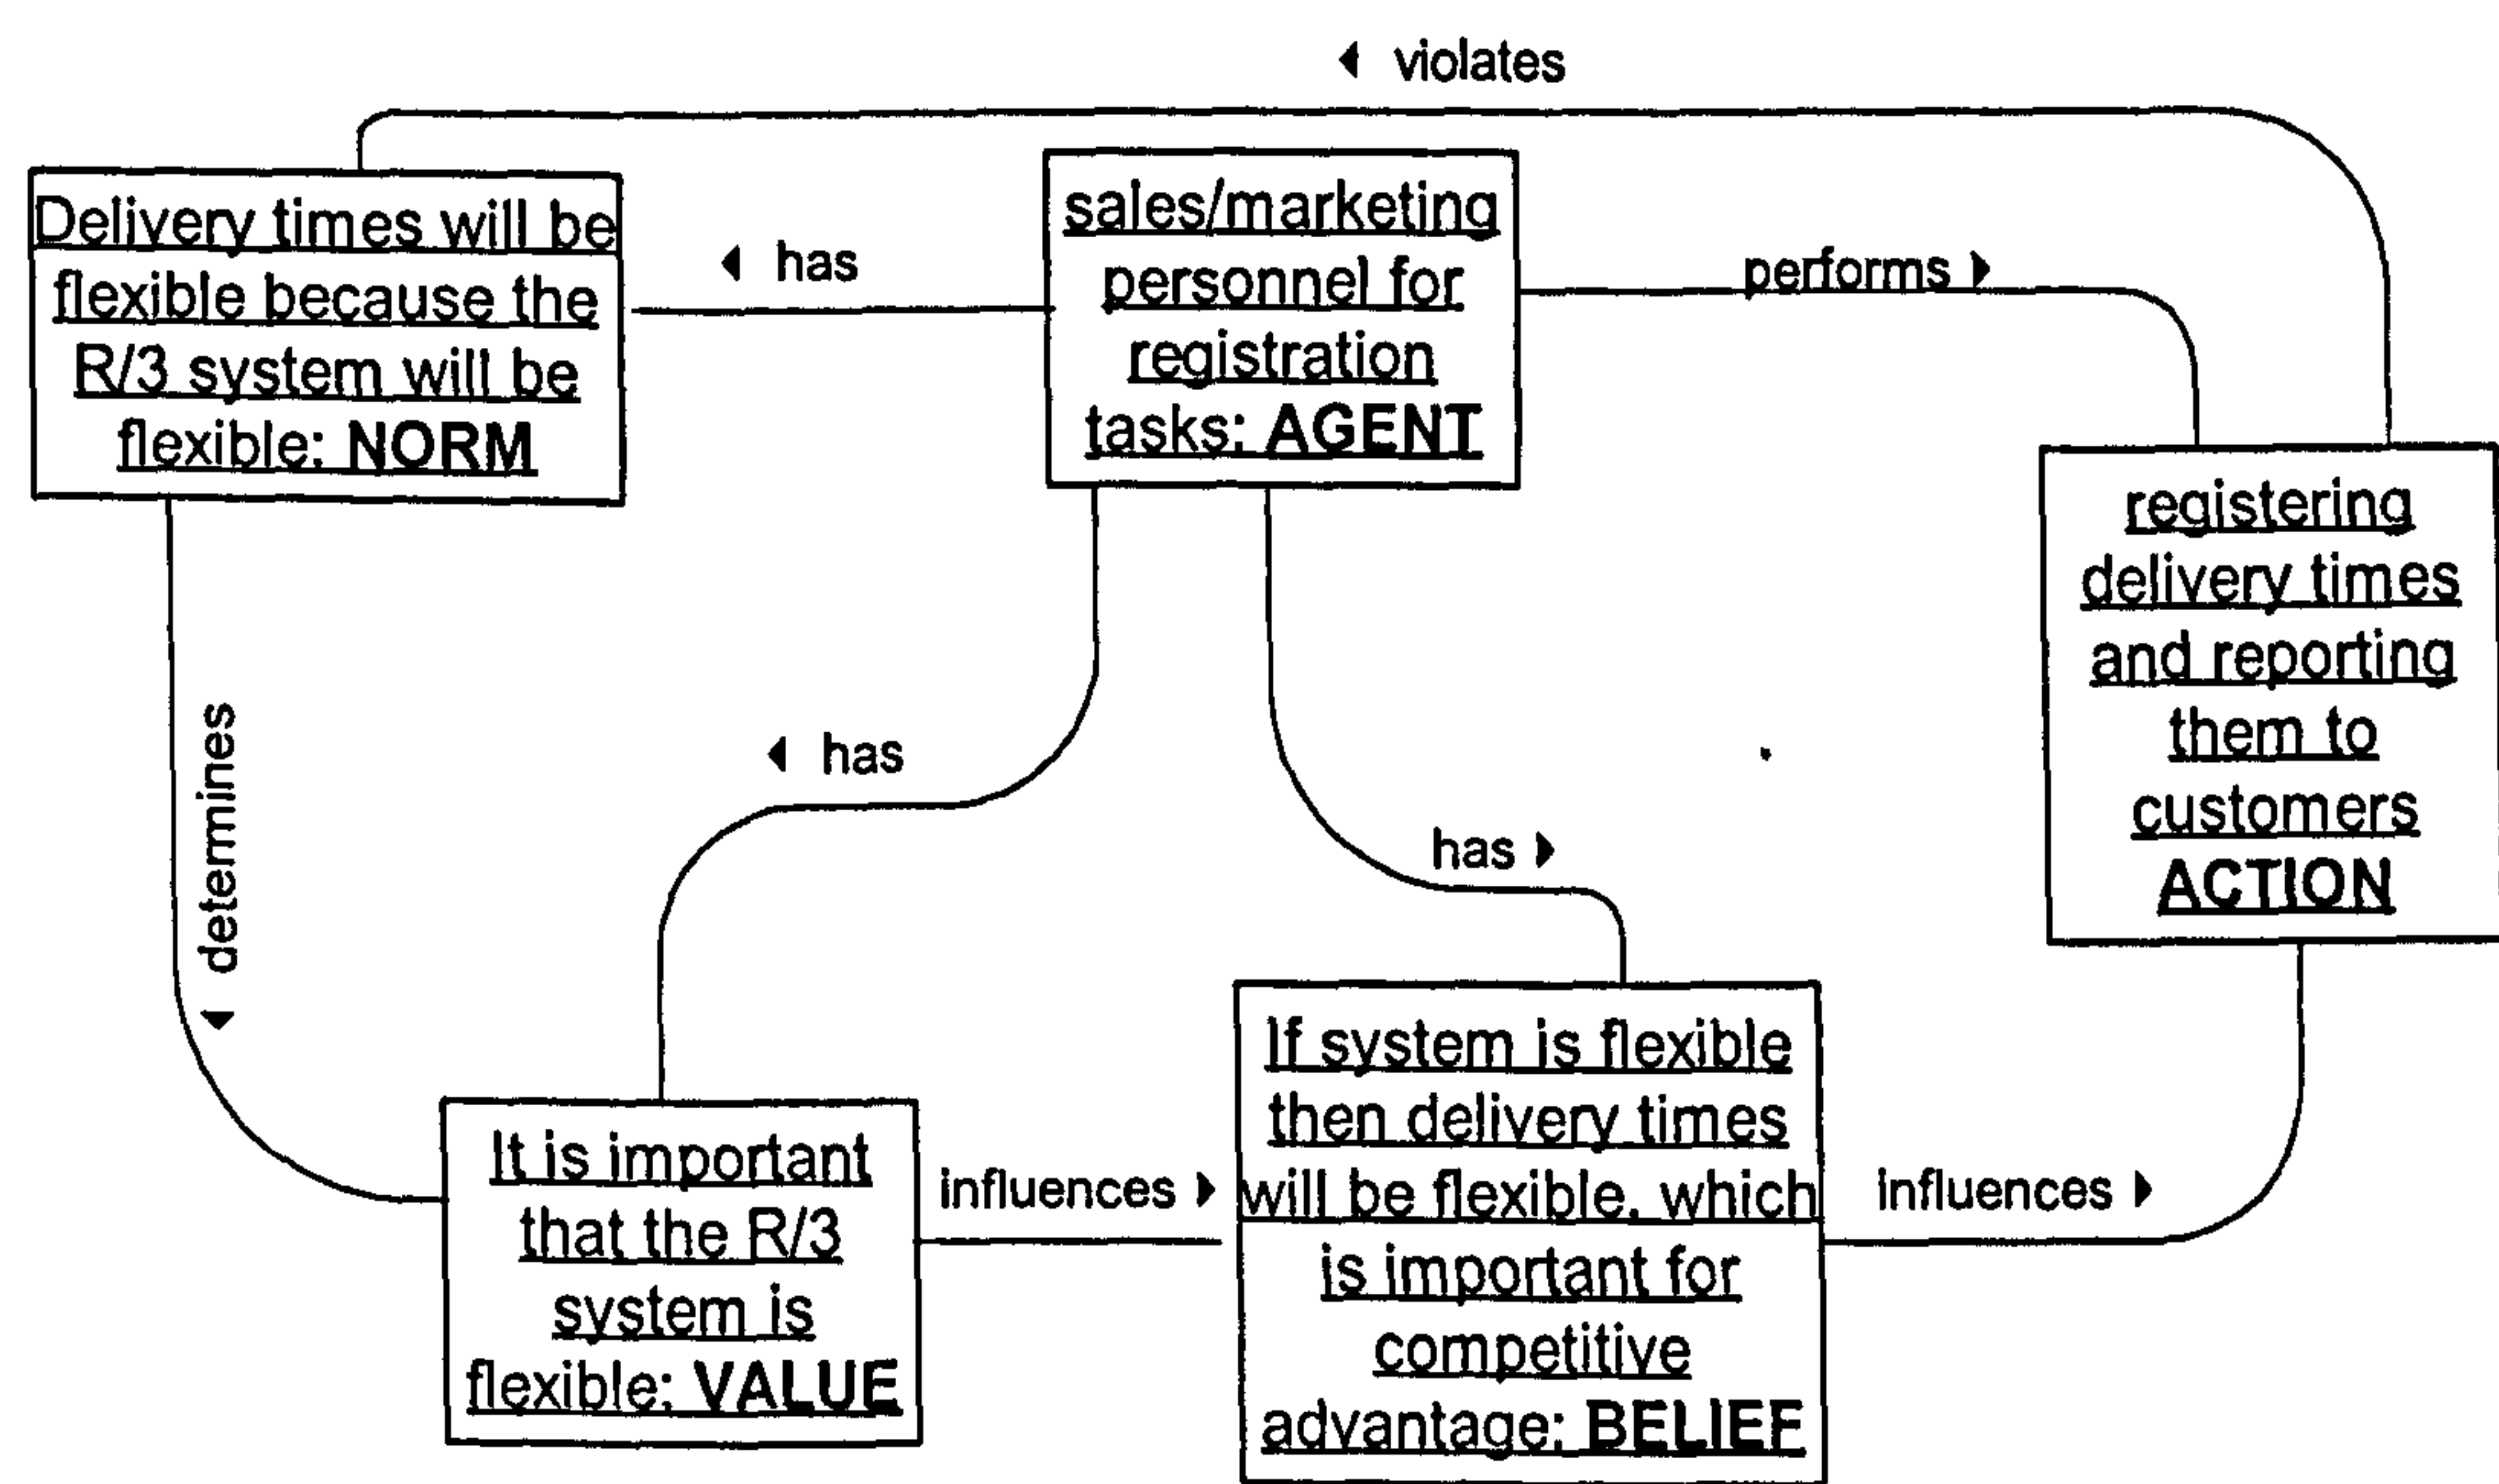 ◀ violates
Delivery times will be
flexible because the
R/3 system will be
flexible: NORM
◀ has
sales/marketing
personnel for
registration
tasks: AGENT
performs ▶
registering
delivery times
and reporting
them to
customers
ACTION
◀ determines
◀ has
has ▶
It is important
that the R/3
system is
flexible: VALUE
influences ▶
If system is flexible
then delivery times
will be flexible, which
is important for
competitive
advantage: BELIEF
influences ▶